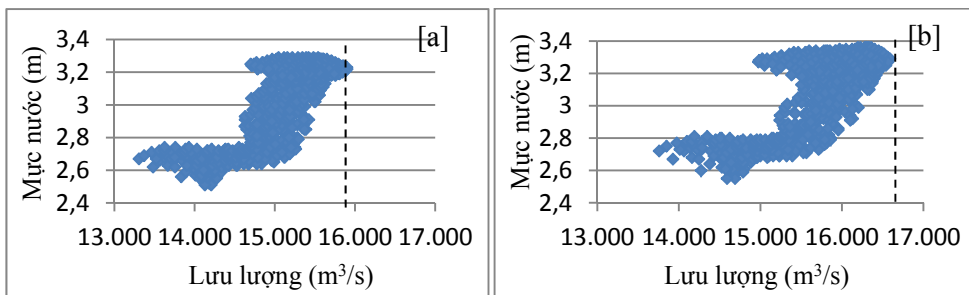 [a]
Mực nước (m)
3,4
3,2
3
2,8
2,6
2,4
13.000 14.000 15.000 16.000 17.000
Lưu lượng (m³/s)
[b]
Mực nước (m)
3,4
3,2
3
2,8
2,6
2,4
13.000 14.000 15.000 16.000 17.000
Lưu lượng (m³/s)